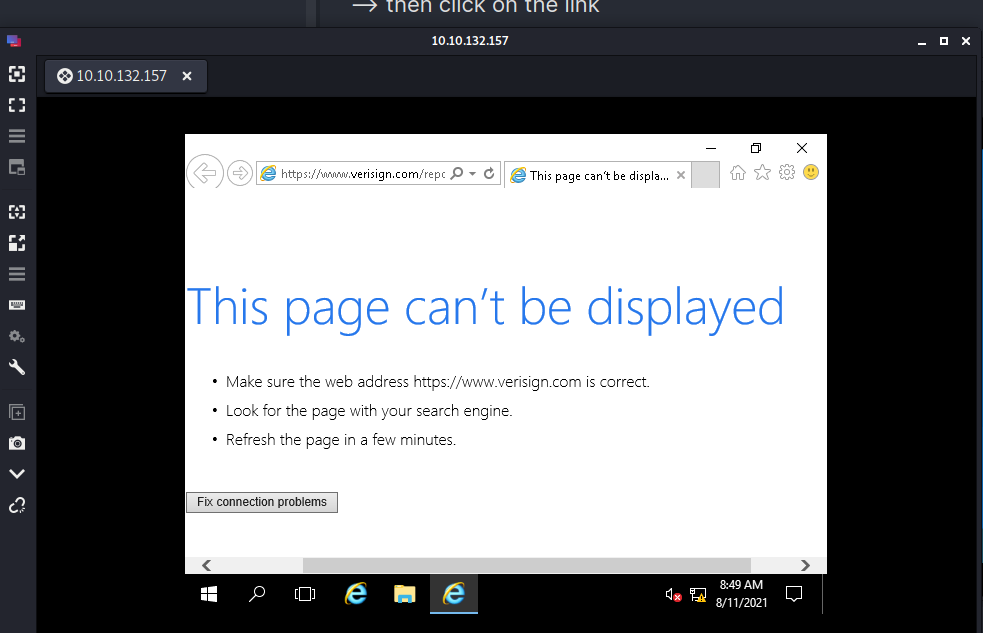 → then click on the link
10.10.132.157
10.10.132.157
https://www.verisign.com/repc
This page can't be displa...
This page can't be displayed
• Make sure the web address https://www.verisign.com is correct.
• Look for the page with your search engine.
• Refresh the page in a few minutes.
Fix connection problems
8:49 AM
8/11/2021